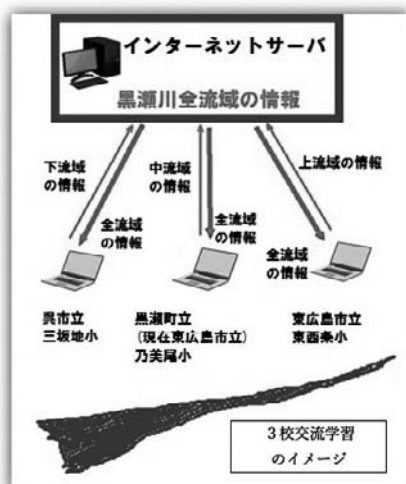 インターネットサーバ
黒瀬川全流域の情報
下流域
の情報
中流域
の情報
上流域の情報
全流域
の情報
全流域
の情報
全流域
の情報
呉市立
三坂地小
黒瀬町立
(現在東広島市立)
乃美尾小
東広島市立
東西条小
3校交流学習
のイメージ